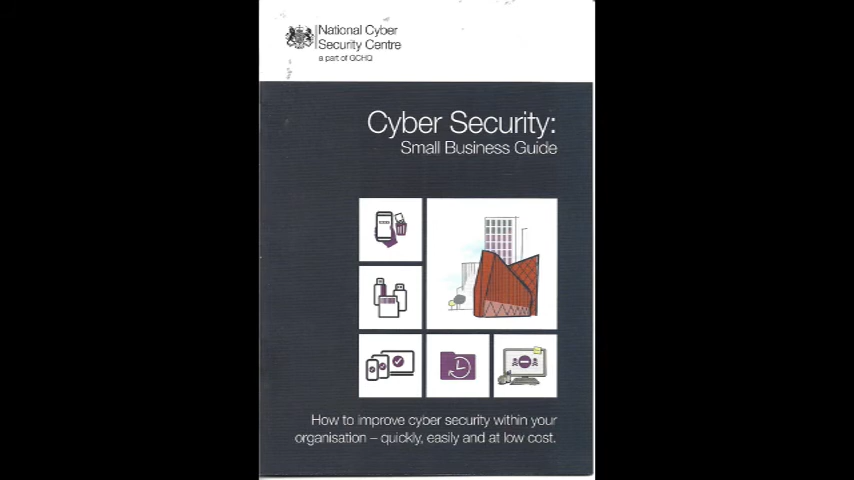 National Cyber
Security Centre
a part of GCHQ
Cyber Security:
Small Business Guide
How to improve cyber security within your
organisation – quickly, easily and at low cost.